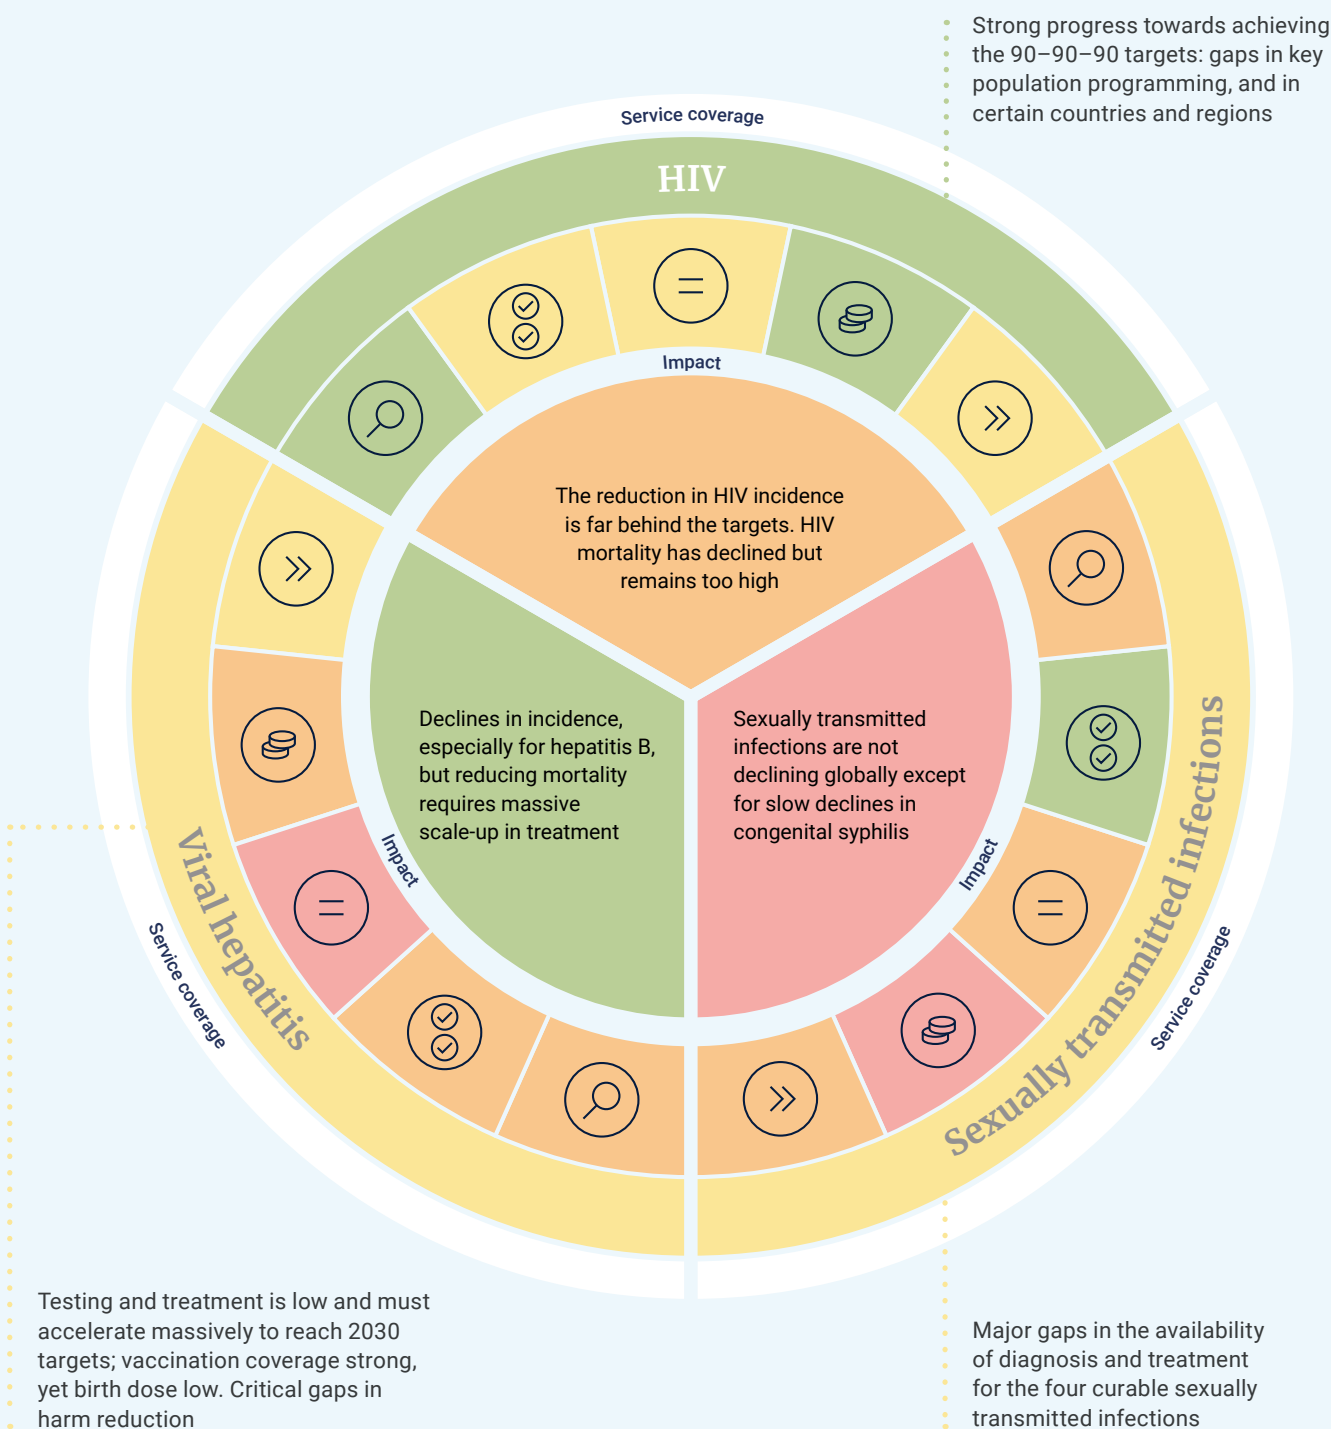 Strong progress towards achieving
the 90–90–90 targets: gaps in key
population programming, and in
certain countries and regions
Service coverage
HIV
Impact
The reduction in HIV incidence
is far behind the targets. HIV
mortality has declined but
remains too high
Declines in incidence,
especially for hepatitis B,
but reducing mortality
requires massive
scale-up in treatment
Sexually transmitted
infections are not
declining globally except
for slow declines in
congenital syphilis
Impact
Impact
Viral hepatitis
Sexually transmitted infections
Service coverage
Service coverage
Testing and treatment is low and must
accelerate massively to reach 2030
targets; vaccination coverage strong,
yet birth dose low. Critical gaps in
harm reduction
Major gaps in the availability
of diagnosis and treatment
for the four curable sexually
transmitted infections